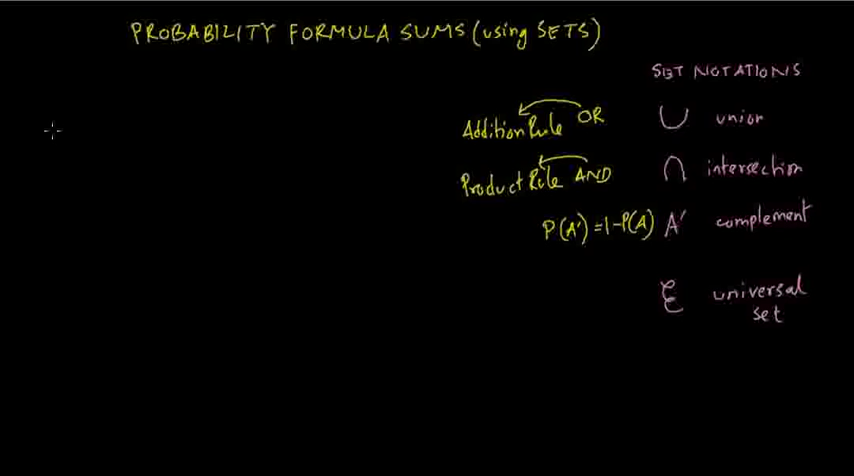 PROBABILITY FORMULA SUMS (using SETS)
SET NOTATIONS
Addition Rule OR ∪ union
Product Rule AND ∩ intersection
P(A') = 1-P(A) A' complement
ξ universal
set